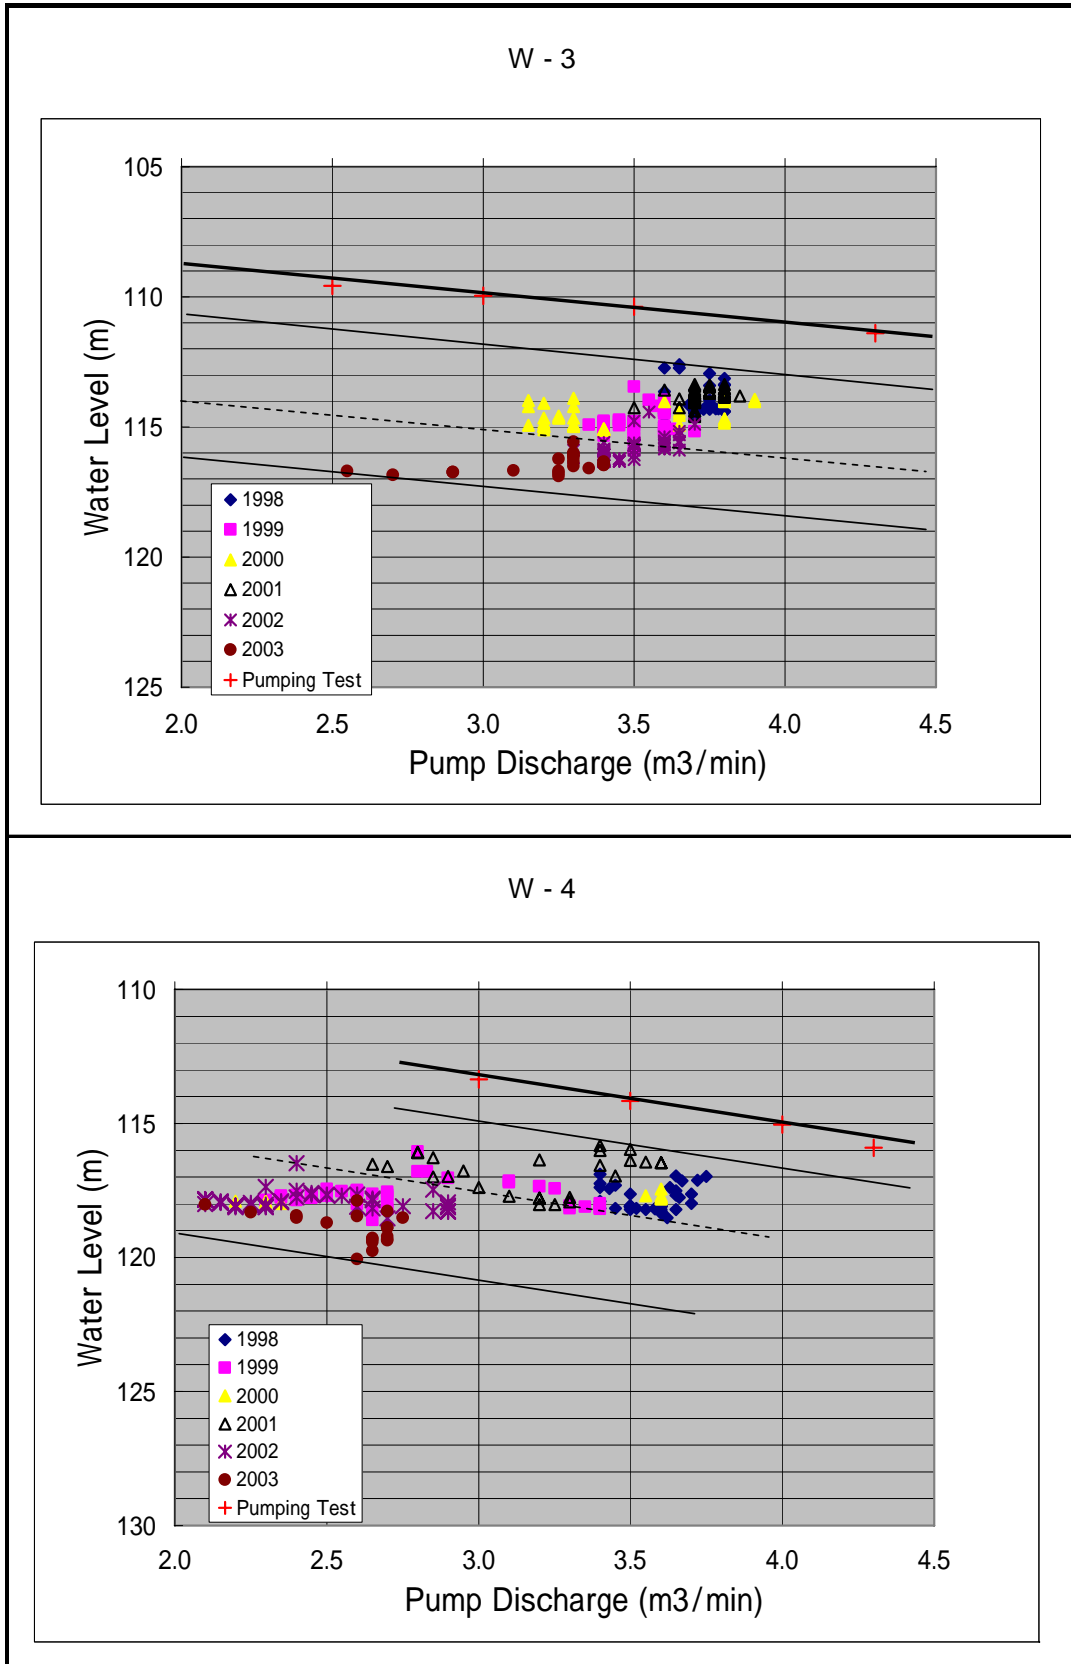 W - 3
105
110
115
120
125
Water Level (m)
1998
1999
2000
2001
2002
2003
Pumping Test
2.0 2.5 3.0 3.5 4.0 4.5
Pump Discharge (m3/min)
W - 4
110
115
120
125
130
Water Level (m)
1998
1999
2000
2001
2002
2003
Pumping Test
2.0 2.5 3.0 3.5 4.0 4.5
Pump Discharge (m3/min)